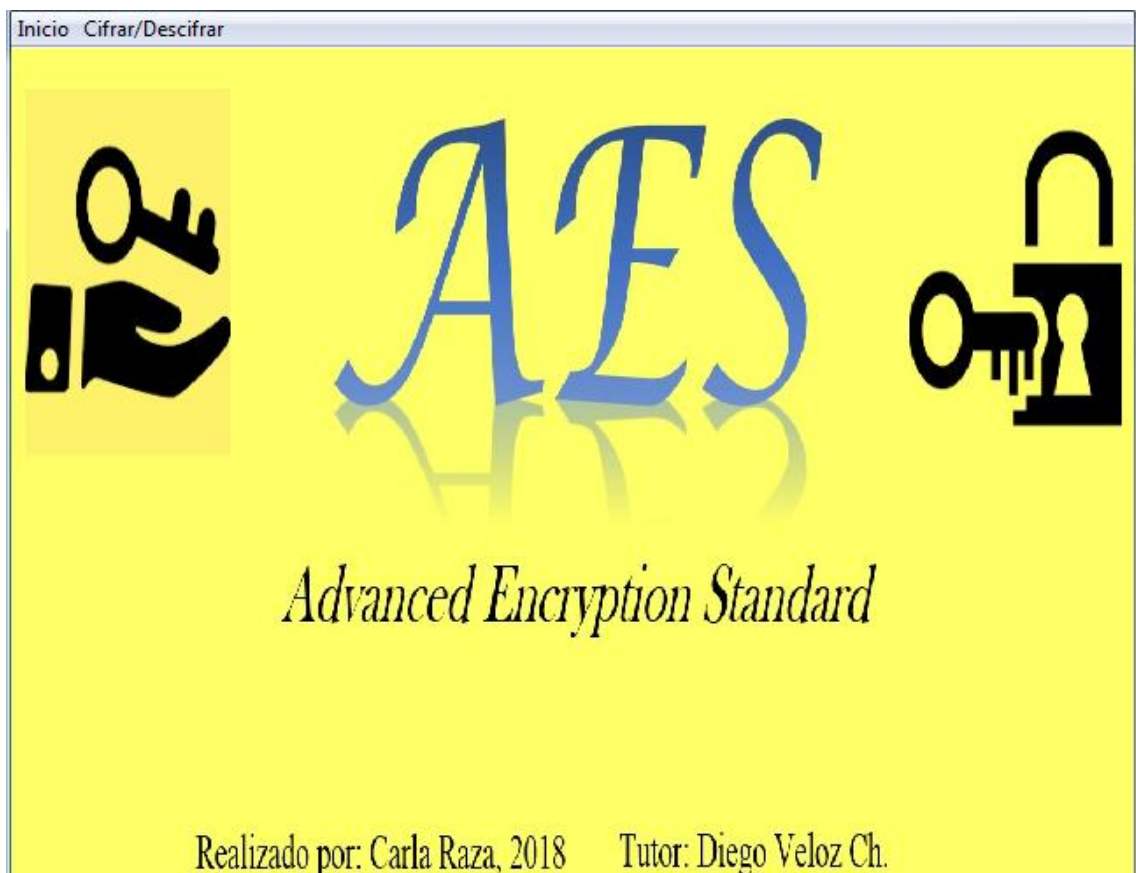 Inicio Cifrar/Descifrar
AES
Advanced Encryption Standard
Realizado por: Carla Raza, 2018 Tutor: Diego Veloz Ch.